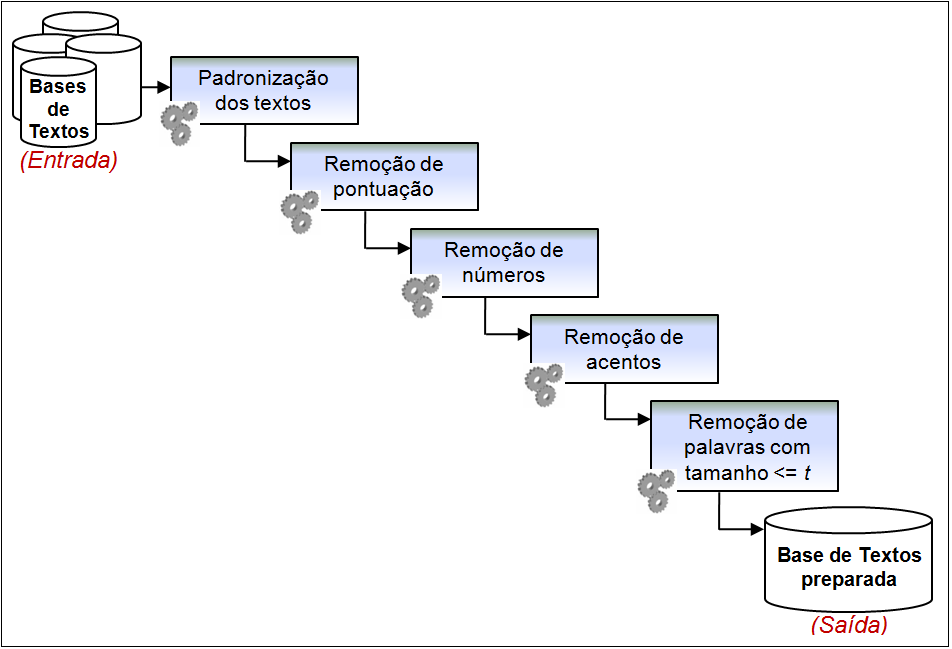 Bases
de
Textos
(Entrada)
Padronização
dos textos
Remoção de
pontuação
Remoção de
números
Remoção de
acentos
Remoção de
palavras com
tamanho <= t
Base de Textos
preparada
(Saída)